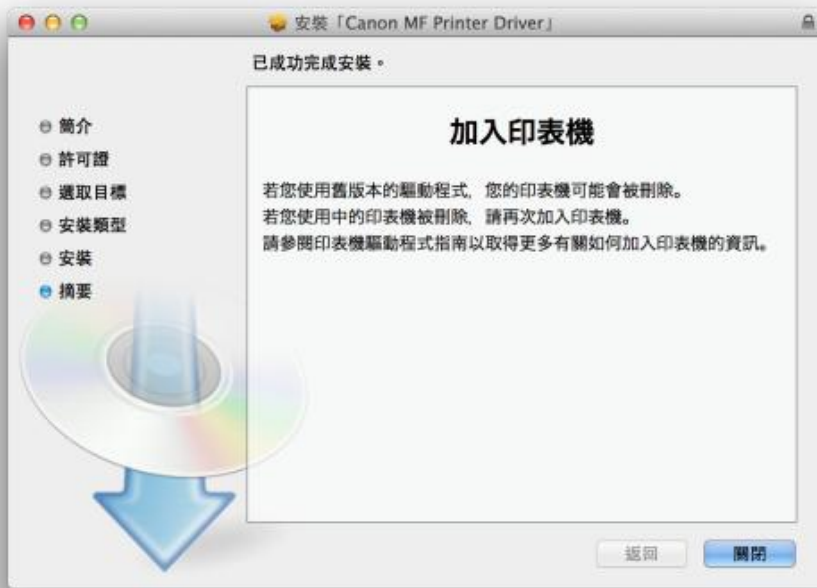 安裝「Canon MF Printer Driver」
已成功完成安裝。
簡介
許可證
選取目標
安裝類型
安裝
摘要
加入印表機
若您使用舊版本的驅動程式, 您的印表機可能會被刪除。
若您使用中的印表機被刪除, 請再次加入印表機。
請參閱印表機驅動程式指南以取得更多有關如何加入印表機的資訊。
返回
關閉